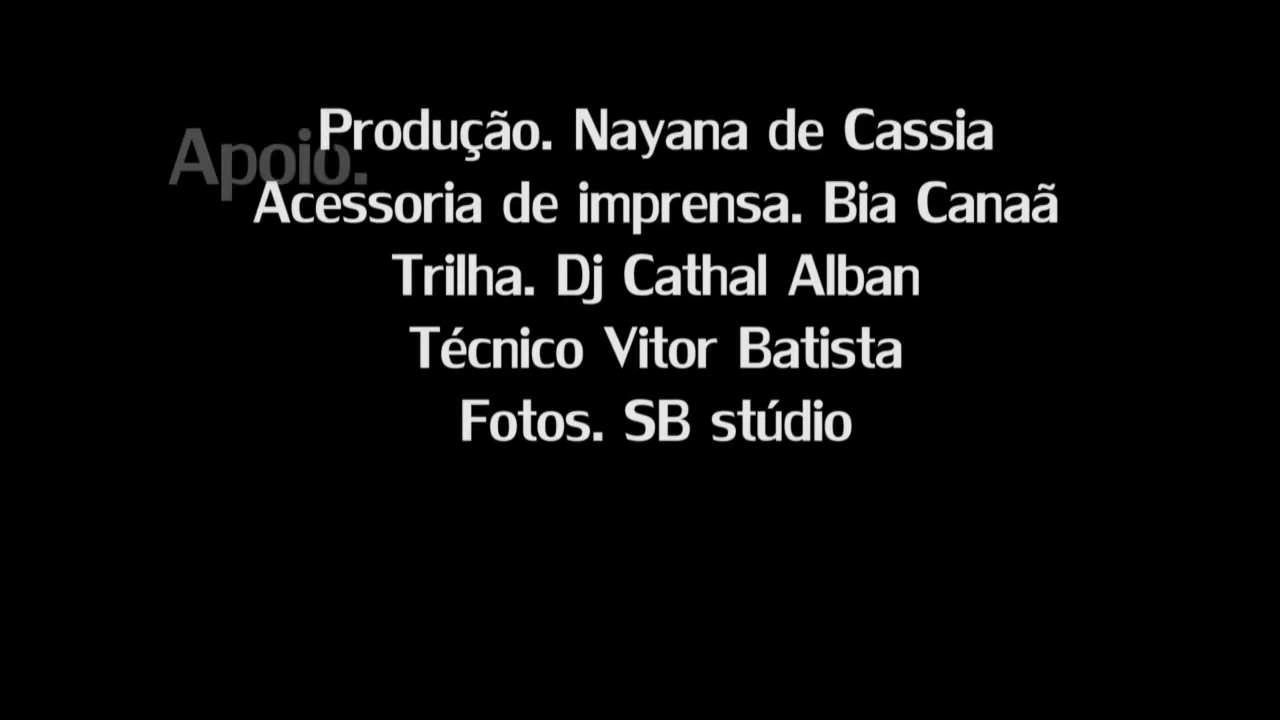 Apoio.
Produção. Nayana de Cassia
Acessoria de imprensa. Bia Canaã
Trilha. Dj Cathal Alban
Técnico Vitor Batista
Fotos. SB stúdio